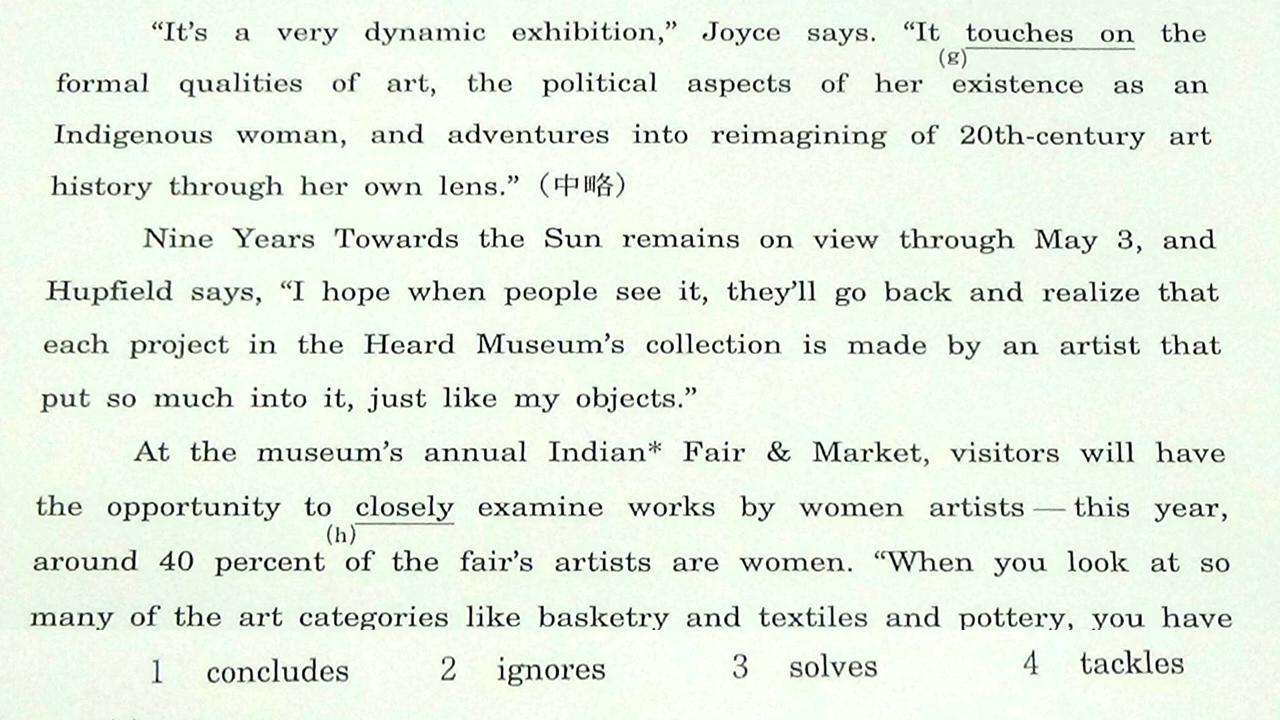 “It’s a very dynamic exhibition,” Joyce says. “It touches on the
(g)
formal qualities of art, the political aspects of her existence as an
Indigenous woman, and adventures into reimagining of 20th-century art
history through her own lens.”（中略）
Nine Years Towards the Sun remains on view through May 3, and
Hupfield says, “I hope when people see it, they’ll go back and realize that
each project in the Heard Museum’s collection is made by an artist that
put so much into it, just like my objects.”
At the museum’s annual Indian* Fair & Market, visitors will have
the opportunity to closely examine works by women artists — this year,
(h)
around 40 percent of the fair’s artists are women. “When you look at so
many of the art categories like basketry and textiles and pottery, you have
1 concludes 2 ignores 3 solves 4 tackles